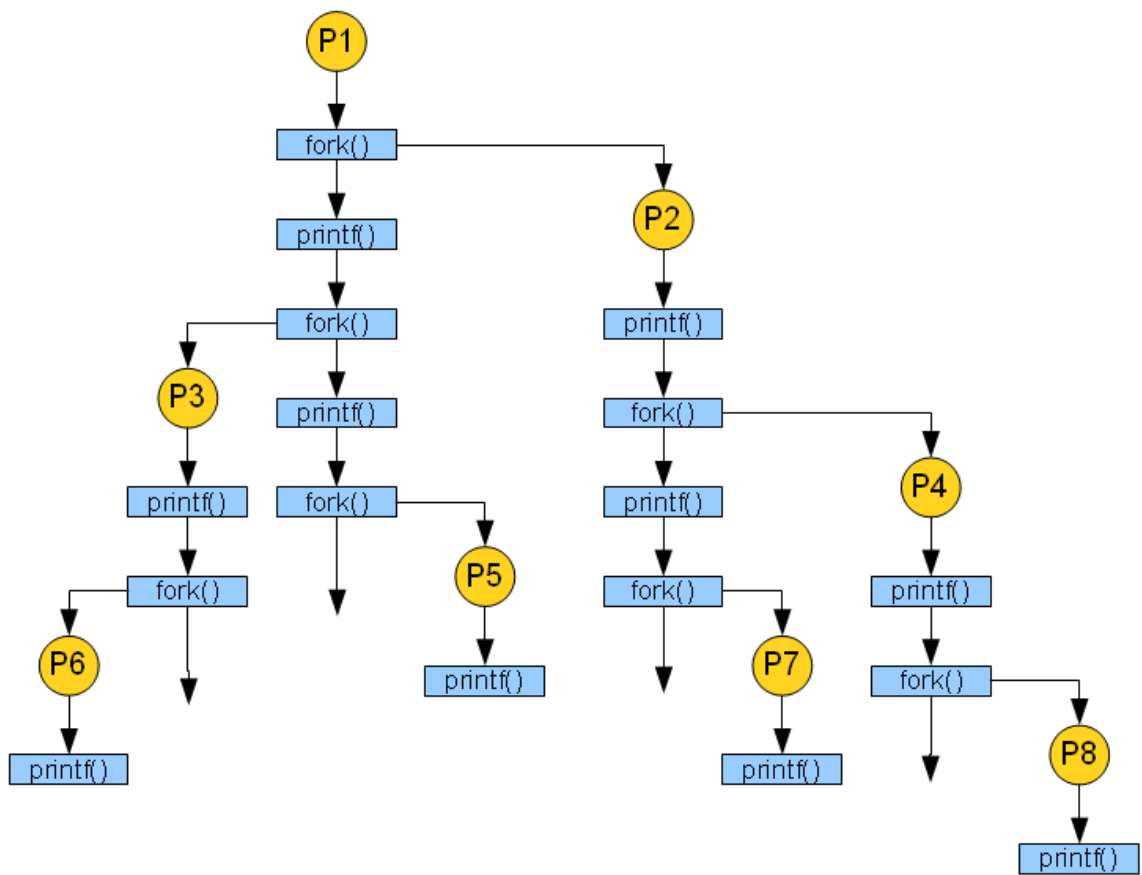 P1
fork()
P2
printf()
fork() printf()
P3 printf() fork()
printf() fork() printf() P4
fork() P5 fork() printf()
P6 printf() P7 fork()
printf() printf() P8
printf()